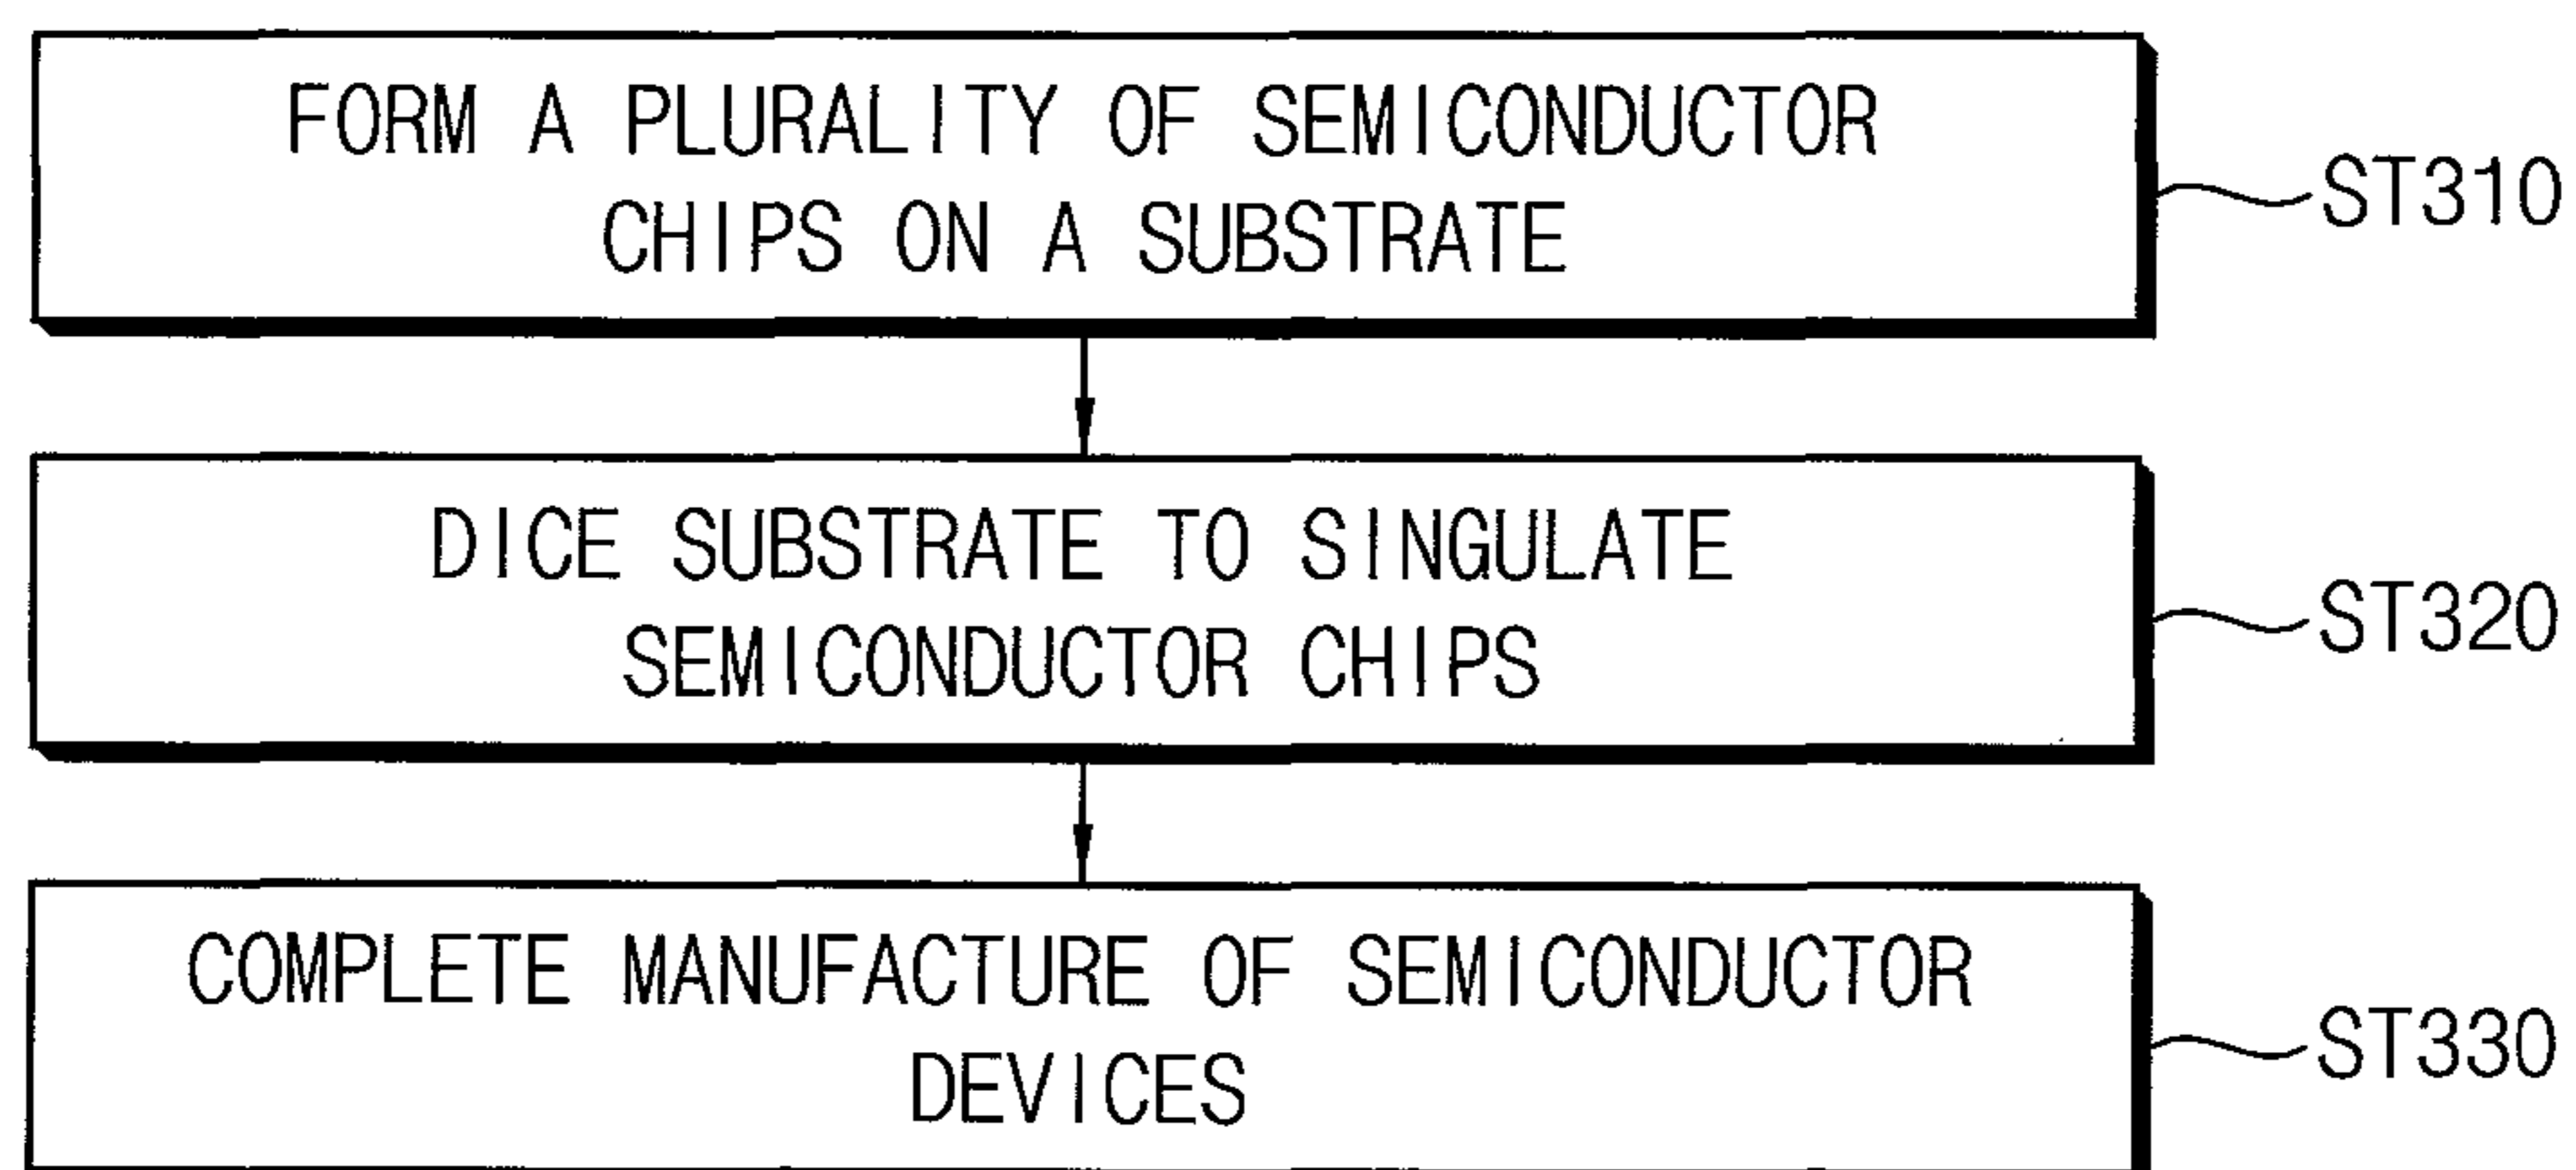 FORM A PLURALITY OF SEMICONDUCTOR
CHIPS ON A SUBSTRATE
ST310
DICE SUBSTRATE TO SINGULATE
SEMICONDUCTOR CHIPS
ST320
COMPLETE MANUFACTURE OF SEMICONDUCTOR
DEVICES
ST330